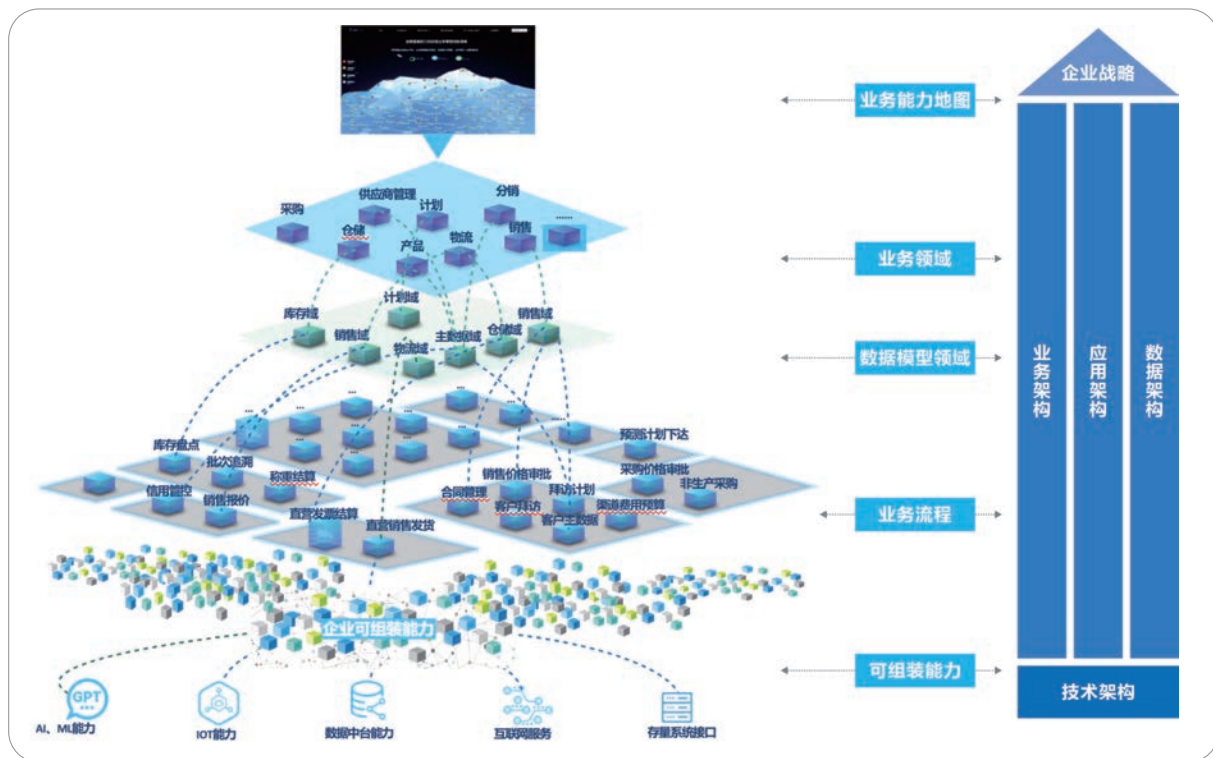 业务能力地图
企业战略
供应商管理
分销
采购
计划
......
仓储
销售
物流
产品
业务领域
计划域
库存域
销售域
销售域
仓储域
主数据域
物流域
数据模型领域
业务架构
应用架构
数据架构
...
...
...
...
...
...
...
......
预测计划下达
库存盘点
批次追溯
销售价格审批
采购价格审批
称重结算
信用管控
合同管理
拜访计划
非生产采购
销售报价
客户拜访
渠道费用预算
直营发票结算
客户主数据
直营销售发货
业务流程
企业可组装能力
可组装能力
技术架构
GPT
AI、ML能力
IOT能力
数据中台能力
互联网服务
存量系统接口